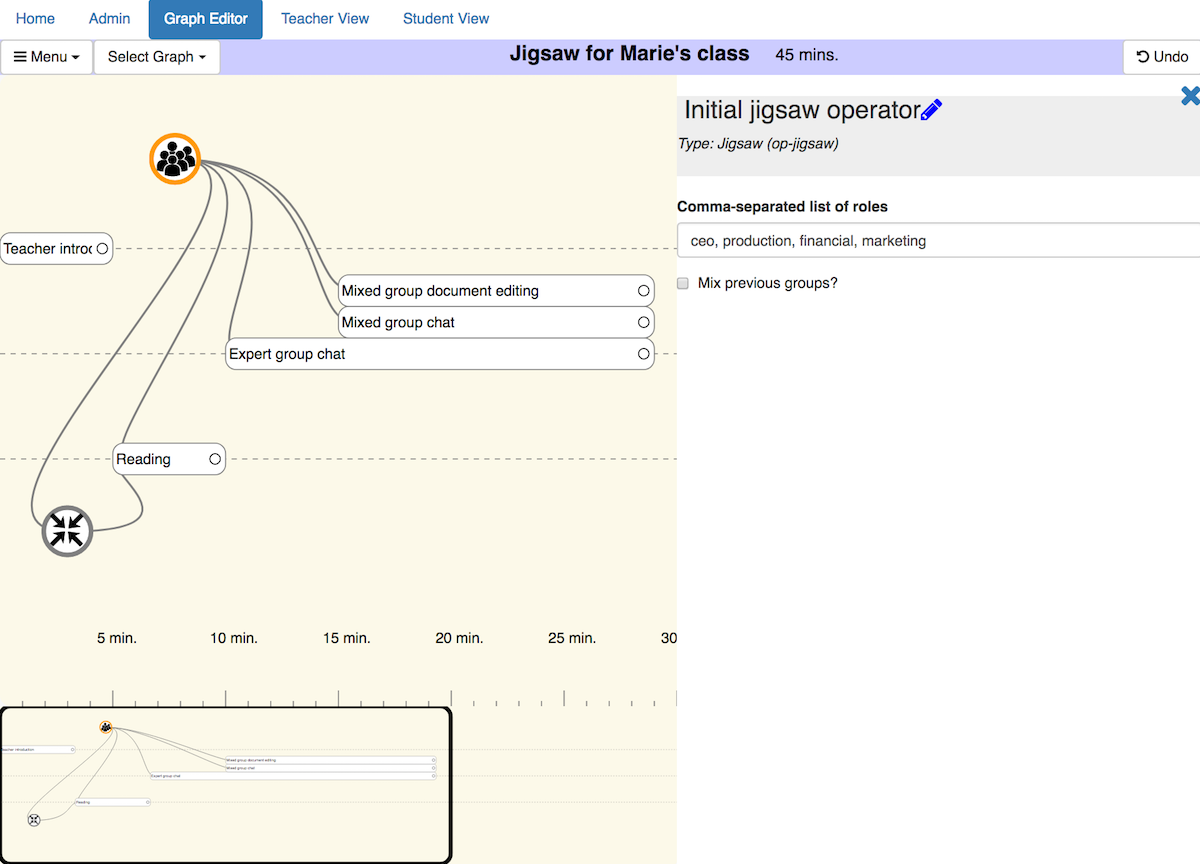 Home Admin Graph Editor Teacher View Student View
Menu Select Graph Jigsaw for Marie's class 45 mins. Undo
Initial jigsaw operator
Type: Jigsaw (op-jigsaw)
Comma-separated list of roles
ceo, production, financial, marketing
Mix previous groups?
Teacher introc
Mixed group document editing
Mixed group chat
Expert group chat
Reading
5 min. 10 min. 15 min. 20 min. 25 min. 30
Teacher introduction
Mixed group document editing
Mixed group chat
Expert group chat
Reading